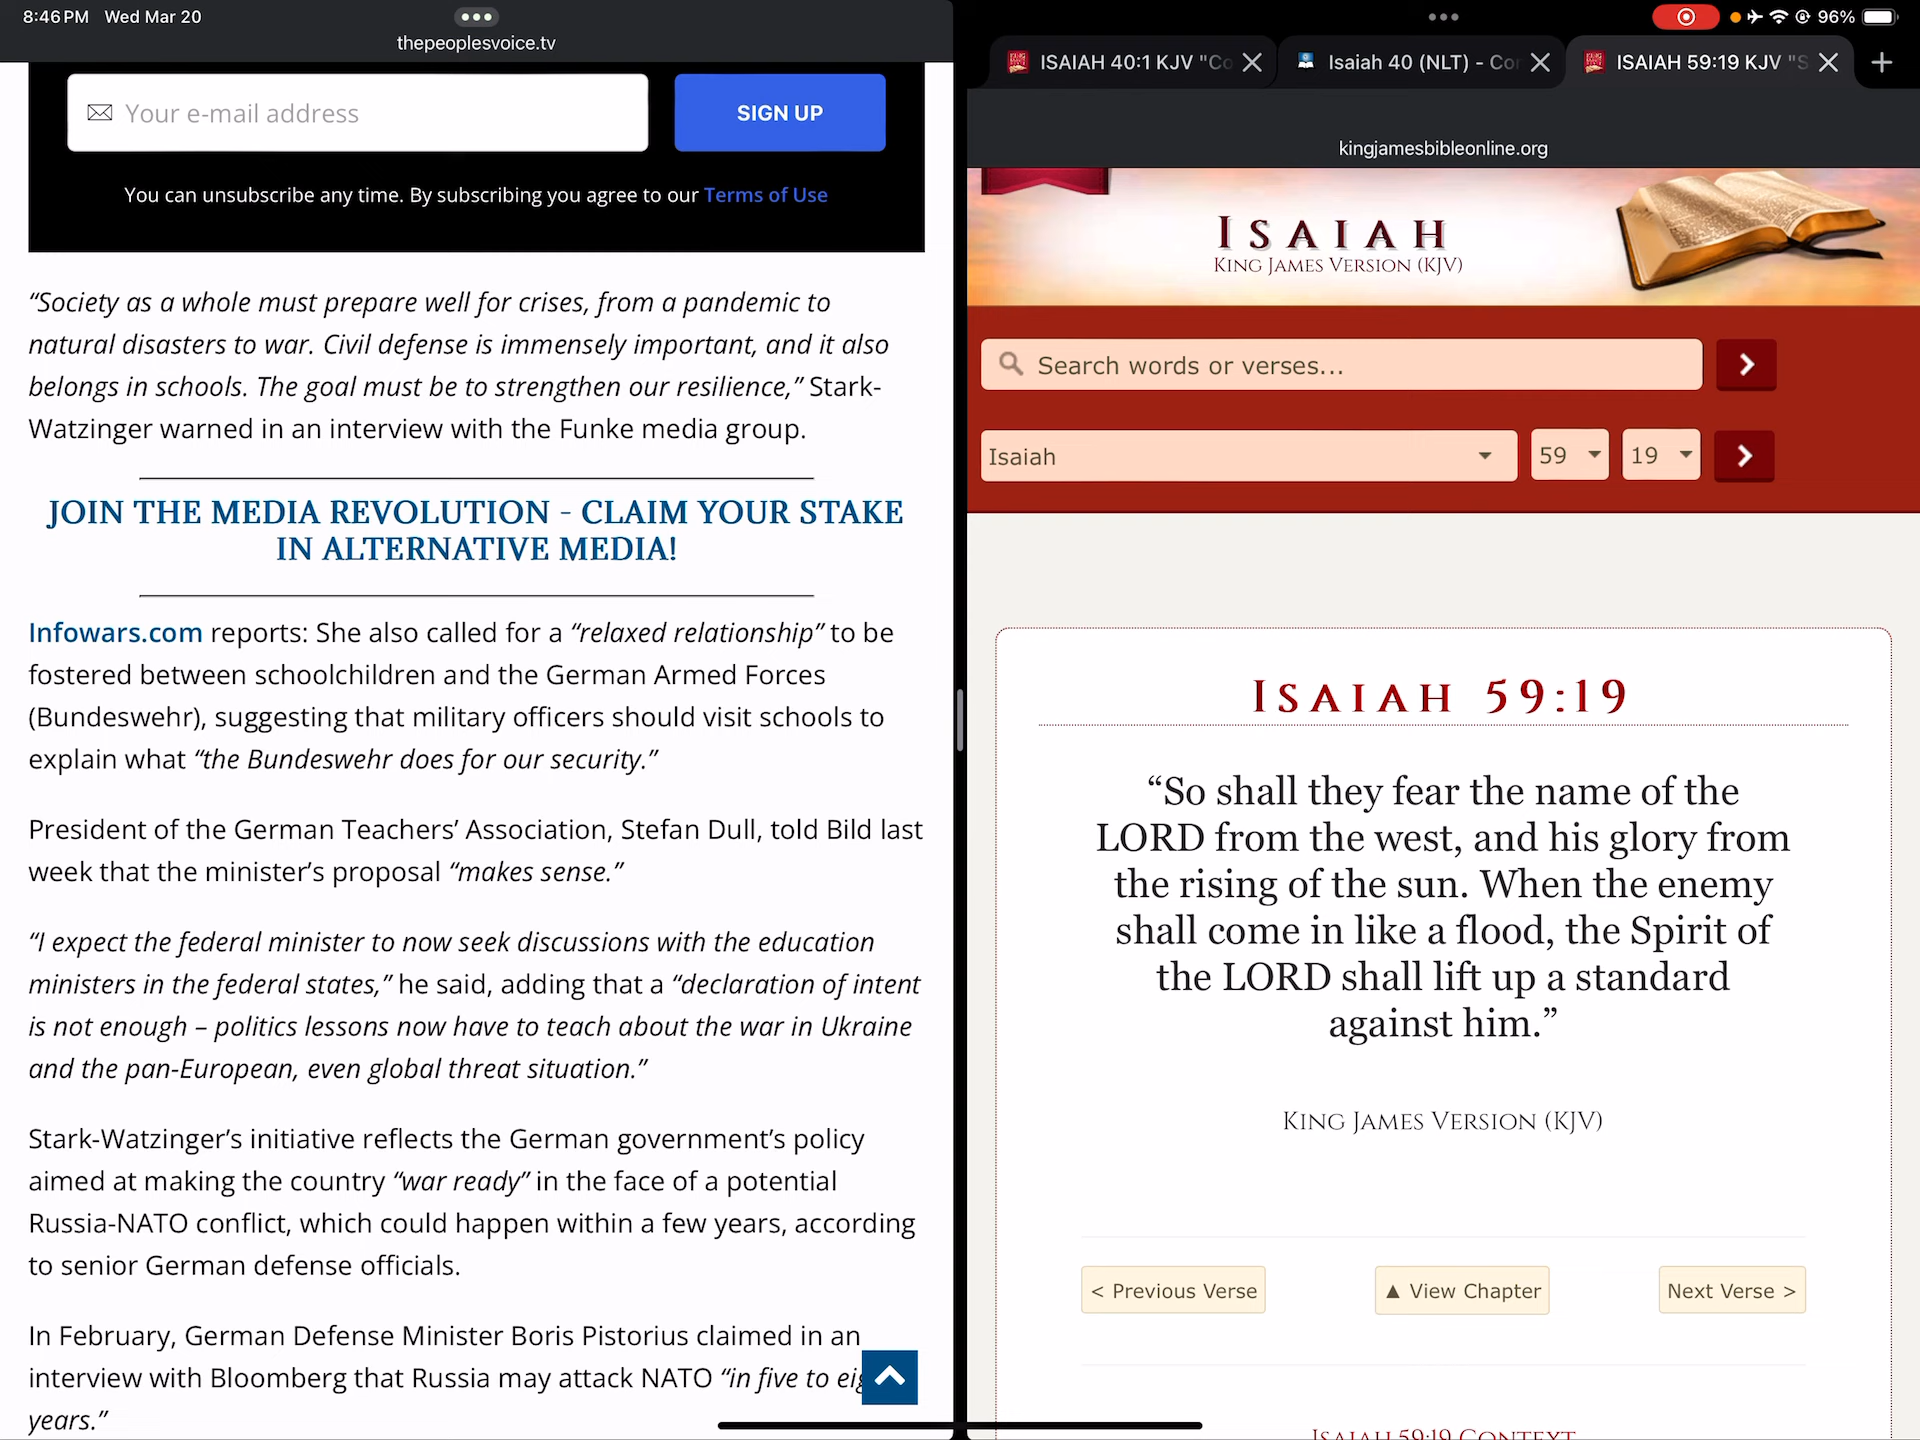 8:46 PM Wed Mar 20
thepeoplesvoice.tv
Your e-mail address
SIGN UP
You can unsubscribe any time. By subscribing you agree to our Terms of Use
“Society as a whole must prepare well for crises, from a pandemic to
natural disasters to war. Civil defense is immensely important, and it also
belongs in schools. The goal must be to strengthen our resilience,” Stark-
Watzinger warned in an interview with the Funke media group.
JOIN THE MEDIA REVOLUTION - CLAIM YOUR STAKE
IN ALTERNATIVE MEDIA!
Infowars.com reports: She also called for a “relaxed relationship” to be
fostered between schoolchildren and the German Armed Forces
(Bundeswehr), suggesting that military officers should visit schools to
explain what “the Bundeswehr does for our security.”
President of the German Teachers’ Association, Stefan Dull, told Bild last
week that the minister’s proposal “makes sense.”
“I expect the federal minister to now seek discussions with the education
ministers in the federal states,” he said, adding that a “declaration of intent
is not enough – politics lessons now have to teach about the war in Ukraine
and the pan-European, even global threat situation.”
Stark-Watzinger’s initiative reflects the German government’s policy
aimed at making the country “war ready” in the face of a potential
Russia-NATO conflict, which could happen within a few years, according
to senior German defense officials.
In February, German Defense Minister Boris Pistorius claimed in an
interview with Bloomberg that Russia may attack NATO “in five to
years.”
96%
ISAIAH 40:1 KJV "Co
Isaiah 40 (NLT) - Cor
ISAIAH 59:19 KJV "S
kingjamesbibleonline.org
ISAIAH
KING JAMES VERSION (KJV)
Search words or verses...
Isaiah 59 19
ISAIAH 59:19
“So shall they fear the name of the
LORD from the west, and his glory from
the rising of the sun. When the enemy
shall come in like a flood, the Spirit of
the LORD shall lift up a standard
against him.”
KING JAMES VERSION (KJV)
< Previous Verse ▲ View Chapter Next Verse >
ISAIAH 59:19 CONTEXT